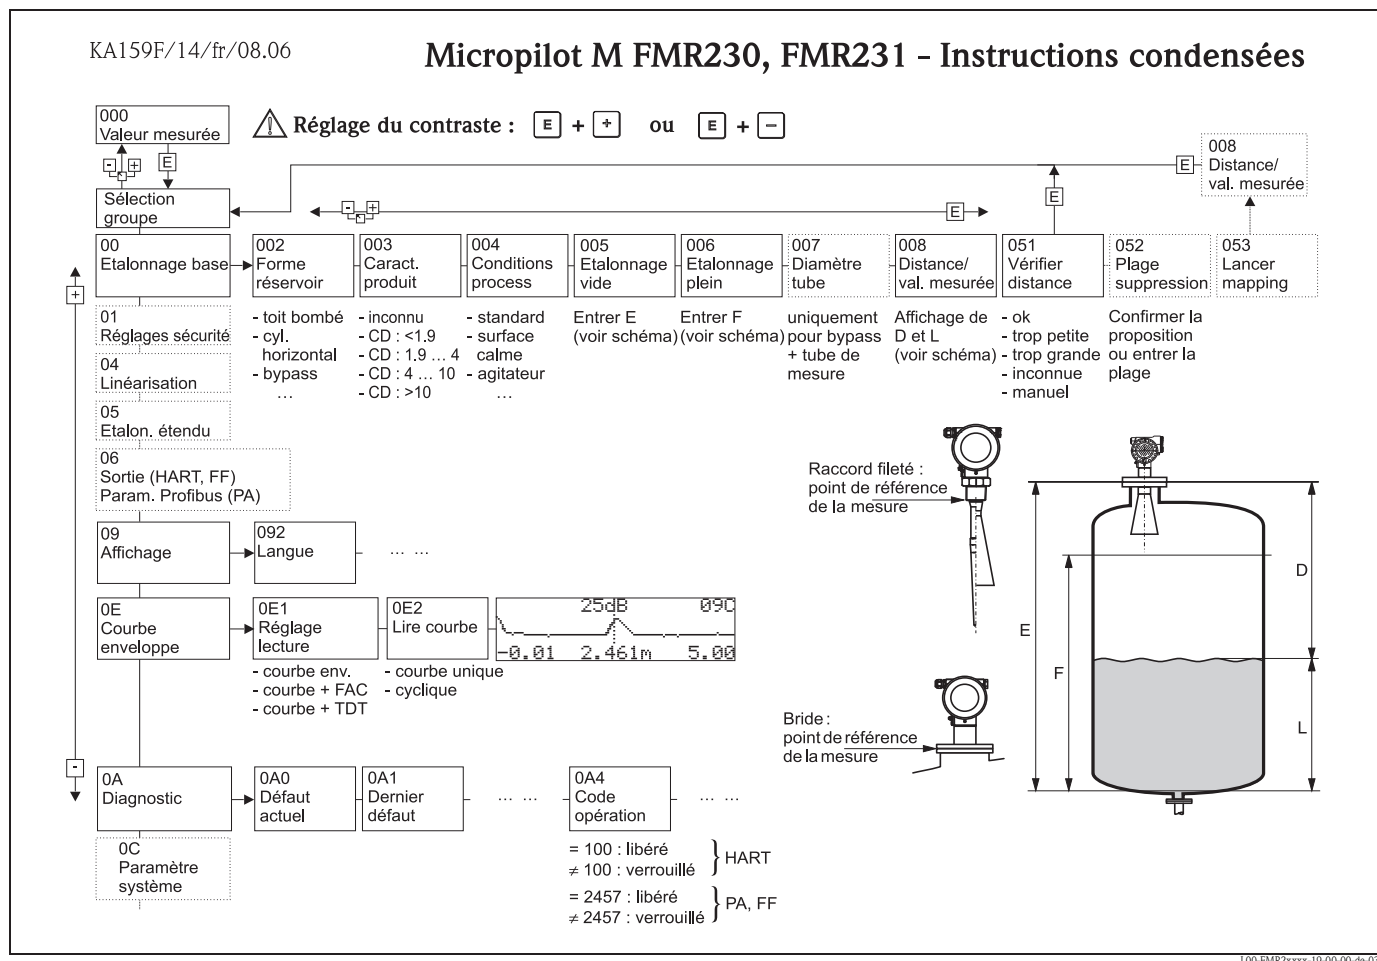 KA159F/14/fr/08.06
Micropilot M FMR230, FMR231 - Instructions condensées
000
Valeur mesurée
Réglage du contraste : E + + ou E + -
008
Distance/
val. mesurée
- +
E
E
E
Sélection
groupe
- +
E
00
Etalonnage base
002
Forme
réservoir
003
Caract.
produit
004
Conditions
process
005
Etalonnage
vide
006
Etalonnage
plein
007
Diamètre
tube
008
Distance/
val. mesurée
051
Vérifier
distance
052
Plage
suppression
053
Lancer
mapping
- toit bombé
- cyl.
horizontal
- bypass
...
- inconnu
- CD : <1.9
- CD : 1.9 ... 4
- CD : 4 ... 10
- CD : >10
- standard
- surface
calme
- agitateur
...
Entrer E
(voir schéma)
Entrer F
(voir schéma)
uniquement
pour bypass
+ tube de
mesure
Affichage de
D et L
(voir schéma)
- ok
- trop petite
- trop grande
- inconnue
- manuel
Confirmer la
proposition
ou entrer la
plage
+
01
Réglages sécurité
04
Linéarisation
05
Etalon. étendu
06
Sortie (HART, FF)
Param. Profibus (PA)
09
Affichage
092
Langue
... ...
0E
Courbe
enveloppe
0E1
Réglage
lecture
0E2
Lire courbe
25dB 09C
-0.01 2.461m 5.00
- courbe env.
- courbe + FAC
- courbe + TDT
- courbe unique
- cyclique
Raccord fileté :
point de référence
de la mesure
Bride :
point de référence
de la mesure
E
F
D
L
-
0A
Diagnostic
0A0
Défaut
actuel
0A1
Dernier
défaut
... ...
0A4
Code
opération
... ...
0C
Paramètre
système
= 100 : libéré
≠ 100 : verrouillé
} HART
= 2457 : libéré
≠ 2457 : verrouillé
} PA, FF
L00-FMR2xxxx-19-00-00-de-03